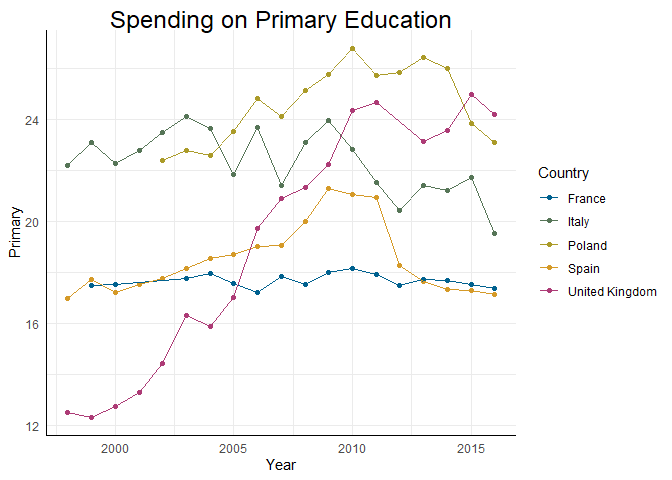 Spending on Primary Education
24
20
16
12
Primary
2000
2005
2010
2015
Year
Country
France
Italy
Poland
Spain
United Kingdom